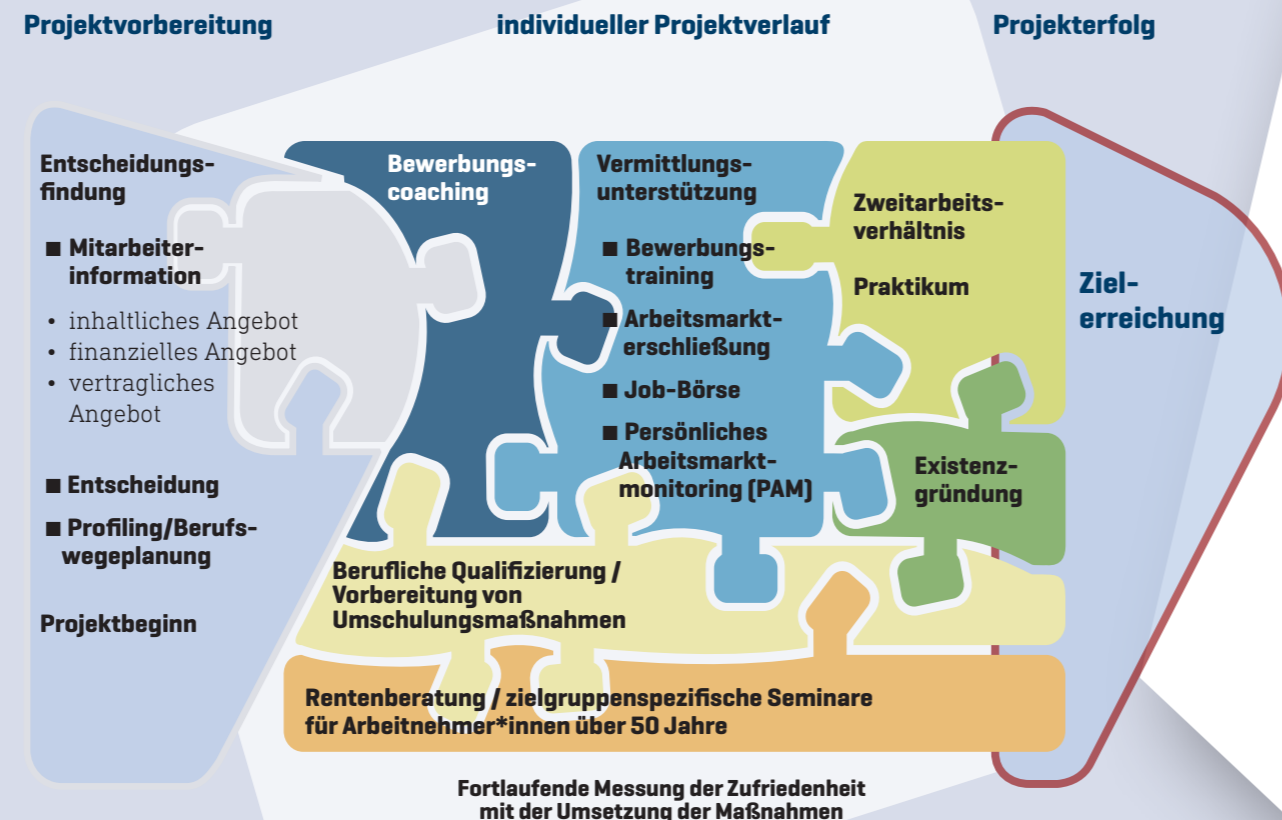 Projektvorbereitung
individueller Projektverlauf
Projekterfolg
Entscheidungs-
findung
■ Mitarbeiter-
information
• inhaltliches Angebot
• finanzielles Angebot
• vertragliches
Angebot
■ Entscheidung
■ Profiling/Berufs-
wegeplanung
Projektbeginn
Bewerbungs-
coaching
Vermittlungs-
unterstützung
■ Bewerbungs-
training
■ Arbeitsmarkt-
erschließung
■ Job-Börse
■ Persönliches
Arbeitsmarkt-
monitoring (PAM)
Zweitarbeits-
verhältnis
Praktikum
Existenz-
gründung
Ziel-
erreichung
Berufliche Qualifizierung /
Vorbereitung von
Umschulungsmaßnahmen
Rentenberatung / zielgruppenspezifische Seminare
für Arbeitnehmer*innen über 50 Jahre
Fortlaufende Messung der Zufriedenheit
mit der Umsetzung der Maßnahmen